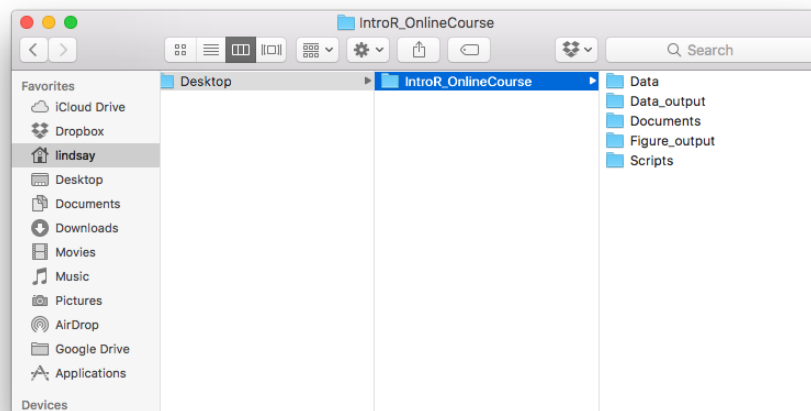 IntroR_OnlineCourse
Search
Favorites
iCloud Drive
Dropbox
lindsay
Desktop
Documents
Downloads
Movies
Music
Pictures
AirDrop
Google Drive
Applications
Devices
Desktop
IntroR_OnlineCourse
Data
Data_output
Documents
Figure_output
Scripts